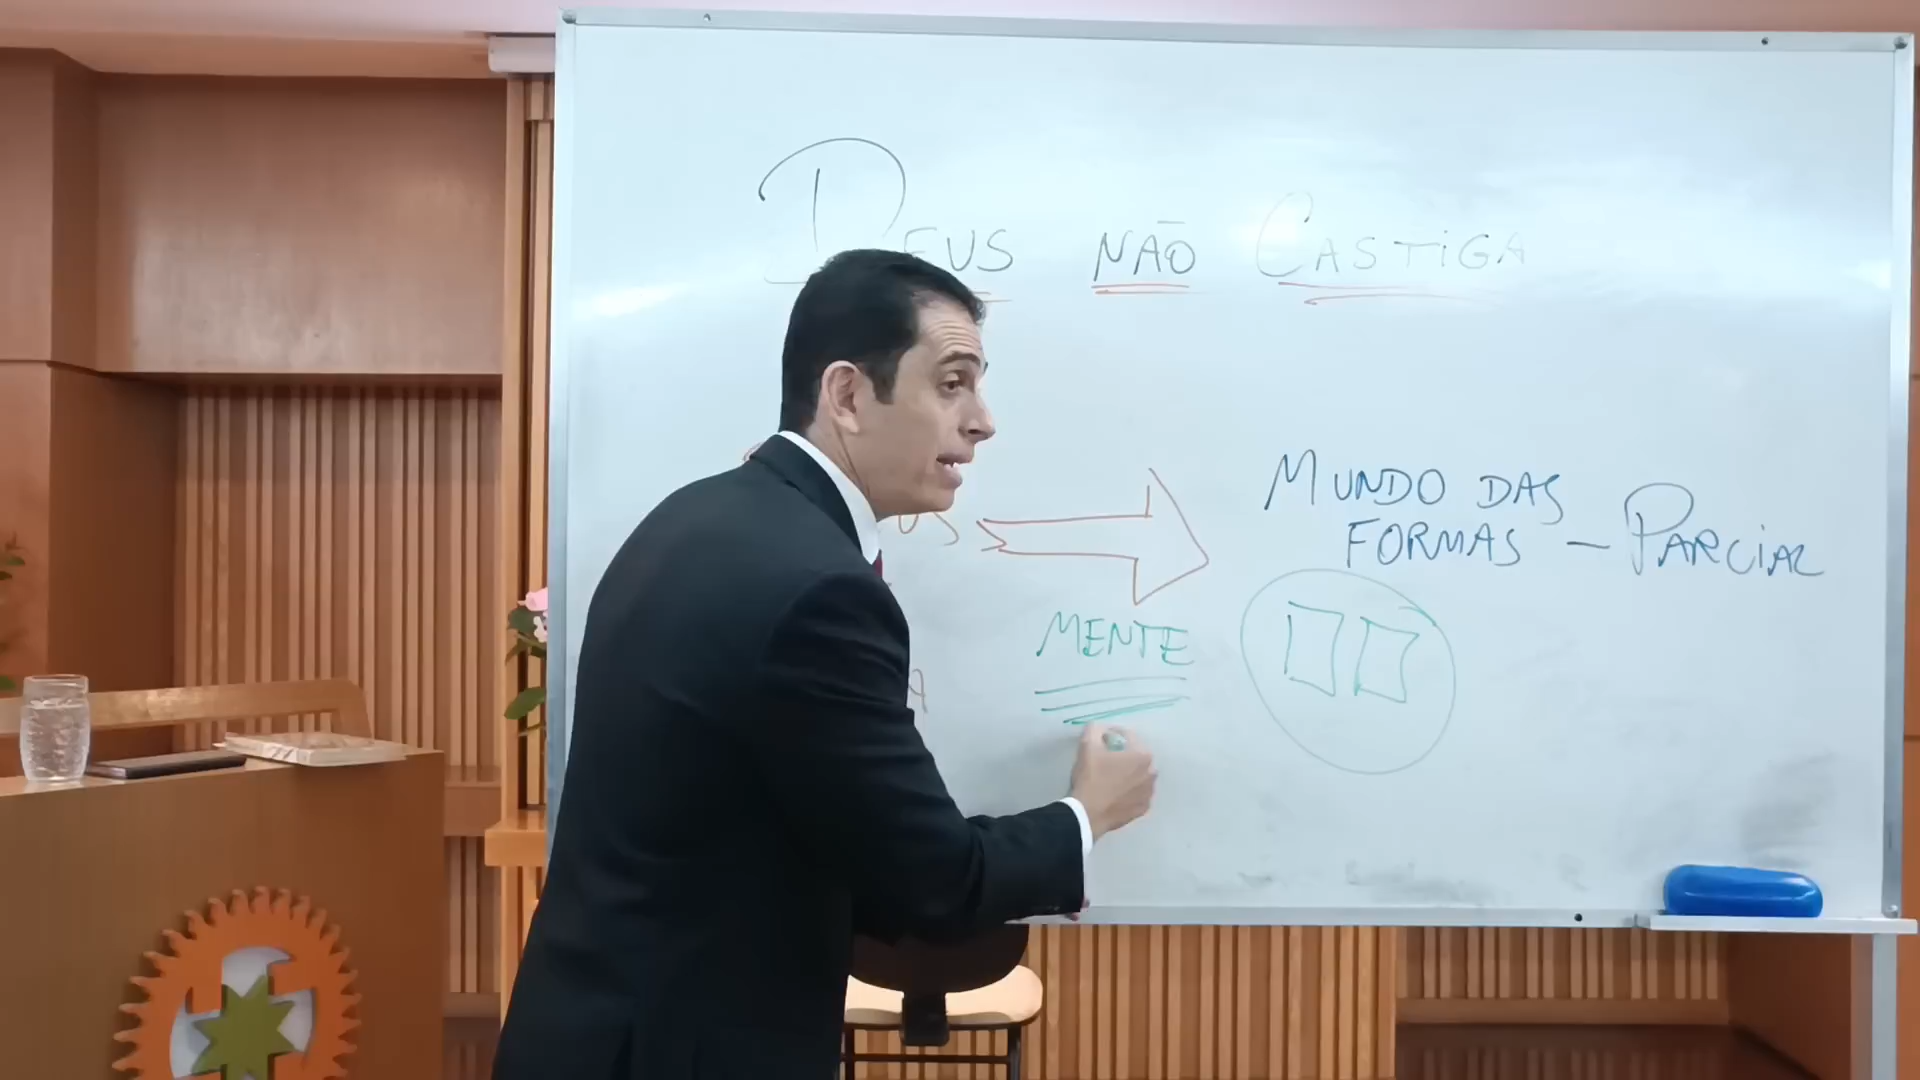 DEUS NÃO CASTIGA
MUNDO DAS
FORMAS - PARCIAL
MENTE